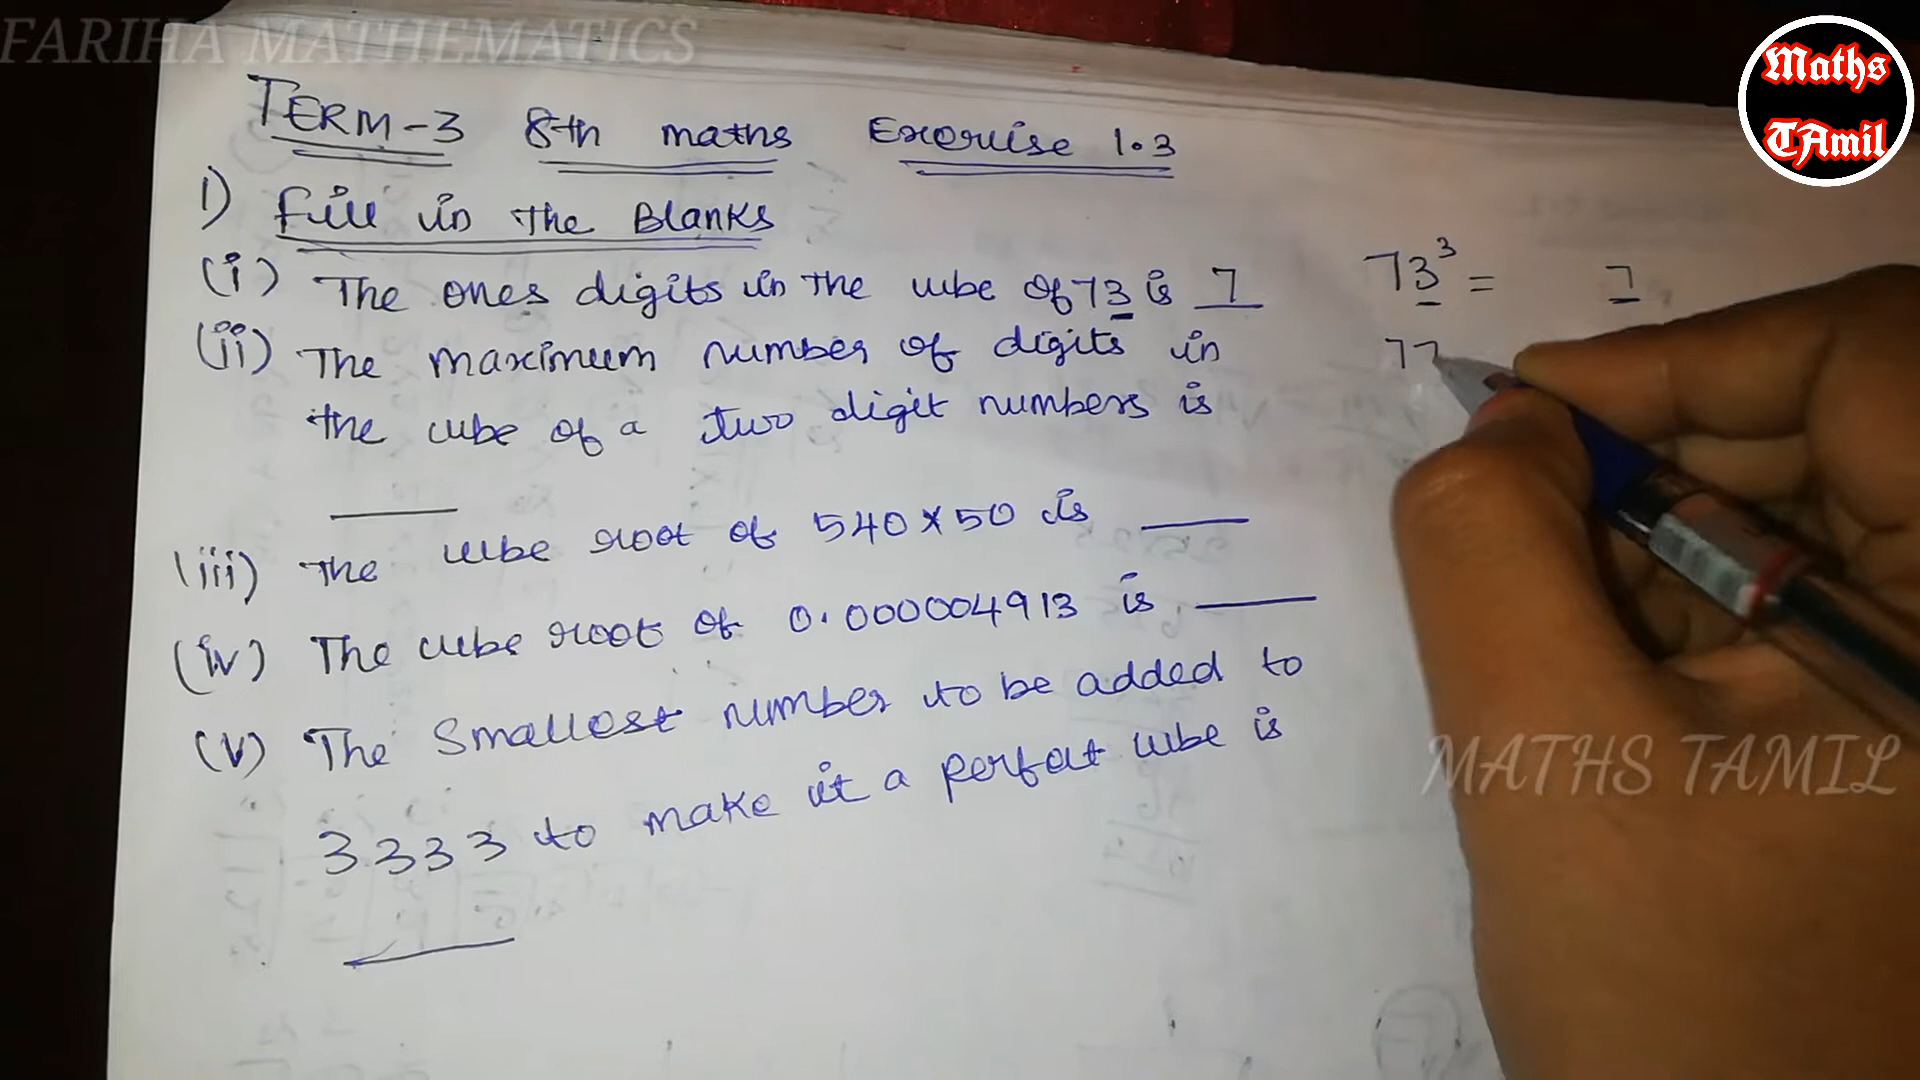 FARIHA MATHEMATICS
Maths
TAmil
TERM-3 8th maths Exercise 1.3
1) Fill in the Blanks
(i) The ones digits in the cube of 73 is 7
73³ = 7
(ii) The maximum number of digits in
77
the cube of a two digit numbers is
(iii) The cube root of 540×50 is
(iv) The cube root of 0.000004913 is
(v) The Smallest number to be added to
3333 to make it a perfect cube is
MATHS TAMIL